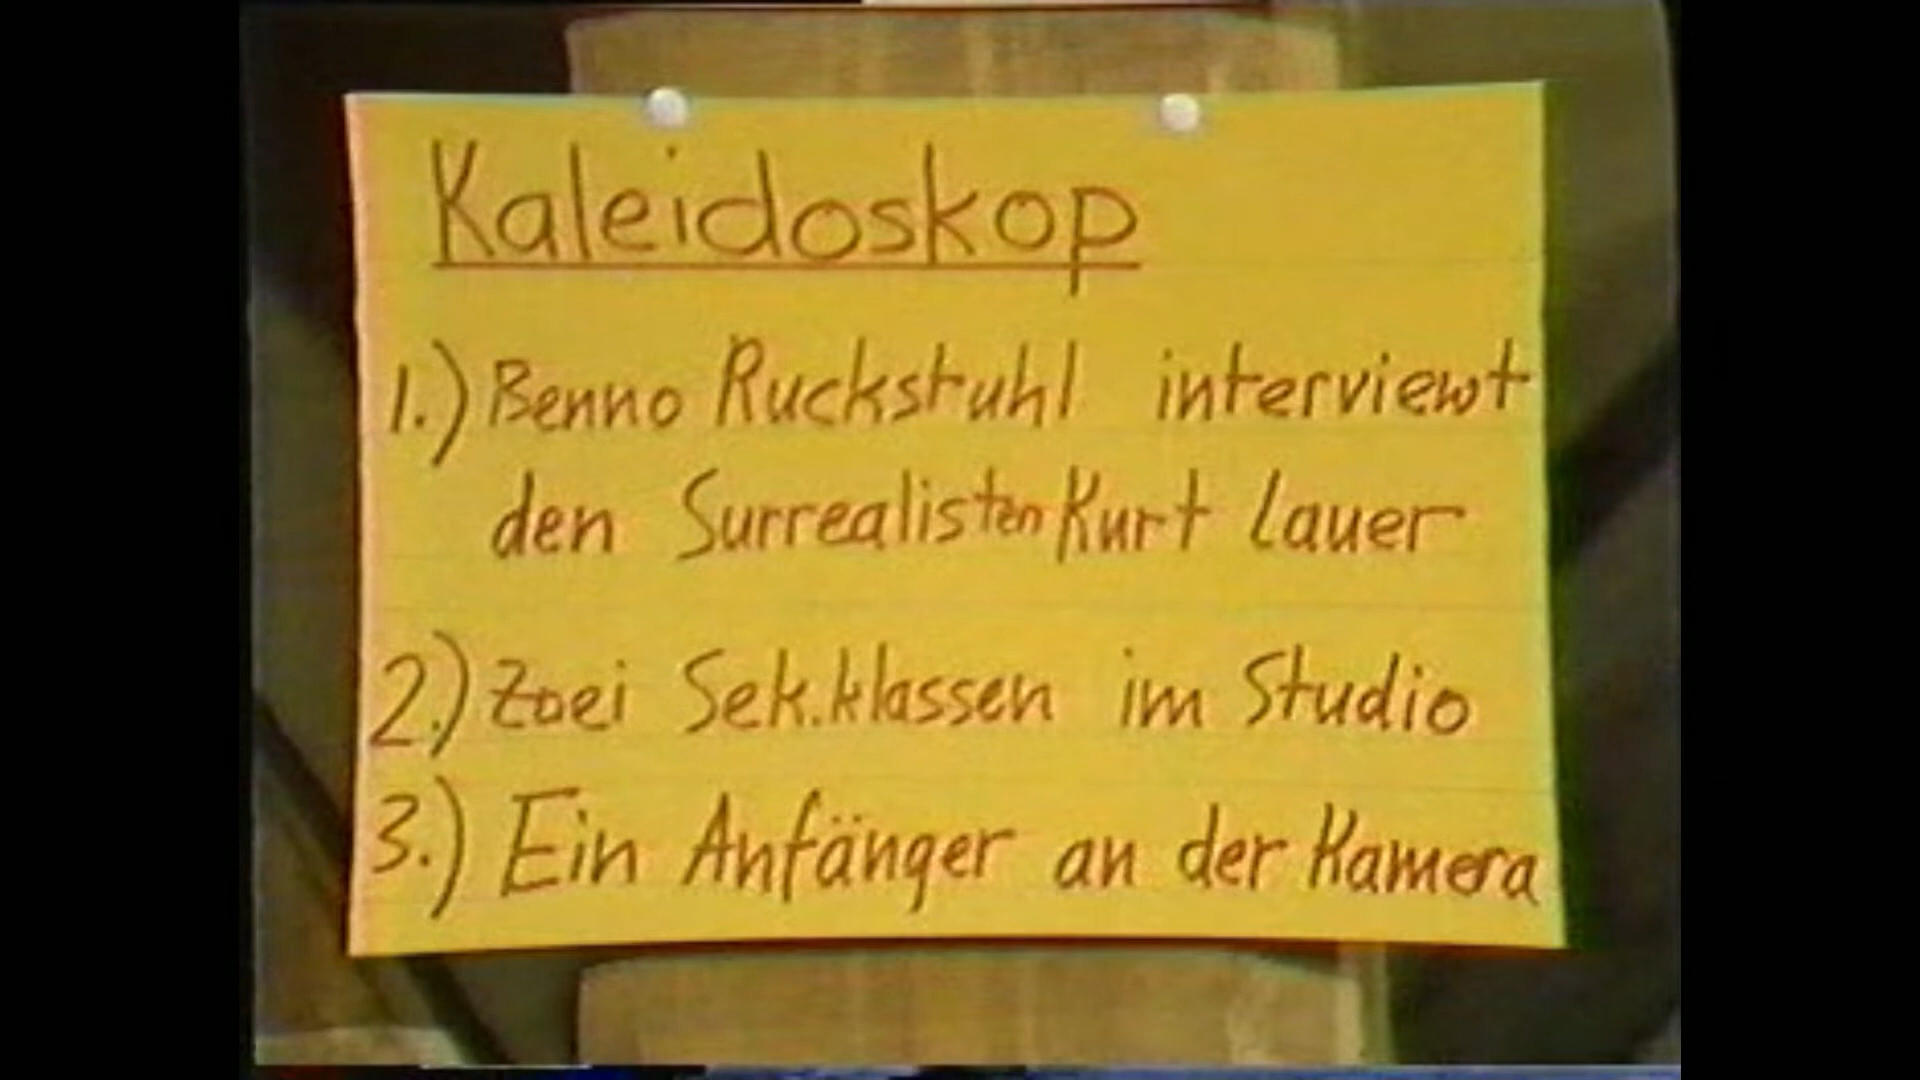 Kaleidoskop
1.) Benno Ruckstuhl interviewt
den Surrealisten Kurt Lauer
2.) Zwei Sek.klassen im Studio
3.) Ein Anfänger an der Kamera